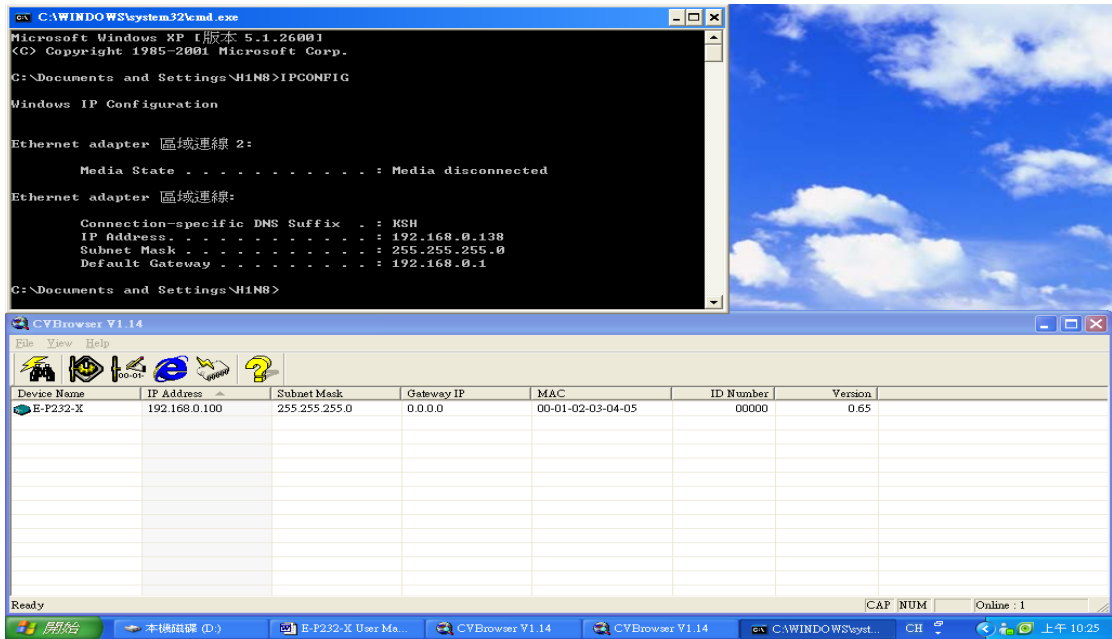 C:\WINDOWS\system32\cmd.exe
Microsoft Windows XP [版本 5.1.2600]
(C) Copyright 1985-2001 Microsoft Corp.
C:\Documents and Settings\H1N8>IPCONFIG
Windows IP Configuration
Ethernet adapter 區域連線 2:
Media State . . . . . . . . . . . : Media disconnected
Ethernet adapter 區域連線:
Connection-specific DNS Suffix . : KSH
IP Address. . . . . . . . . . . . : 192.168.0.138
Subnet Mask . . . . . . . . . . . : 255.255.255.0
Default Gateway . . . . . . . . . : 192.168.0.1
C:\Documents and Settings\H1N8>
CVBrowser V1.14
File View Help
00-01-
Device Name IP Address Subnet Mask Gateway IP MAC ID Number Version
E-P232-X 192.168.0.100 255.255.255.0 0.0.0.0 00-01-02-03-04-05 00000 0.65
Ready CAP NUM Online : 1
開始 本機磁碟 (D:) E-P232-X User Ma... CVBrowser V1.14 CVBrowser V1.14 C:\WINDOWS\syst... CH 上午 10:25